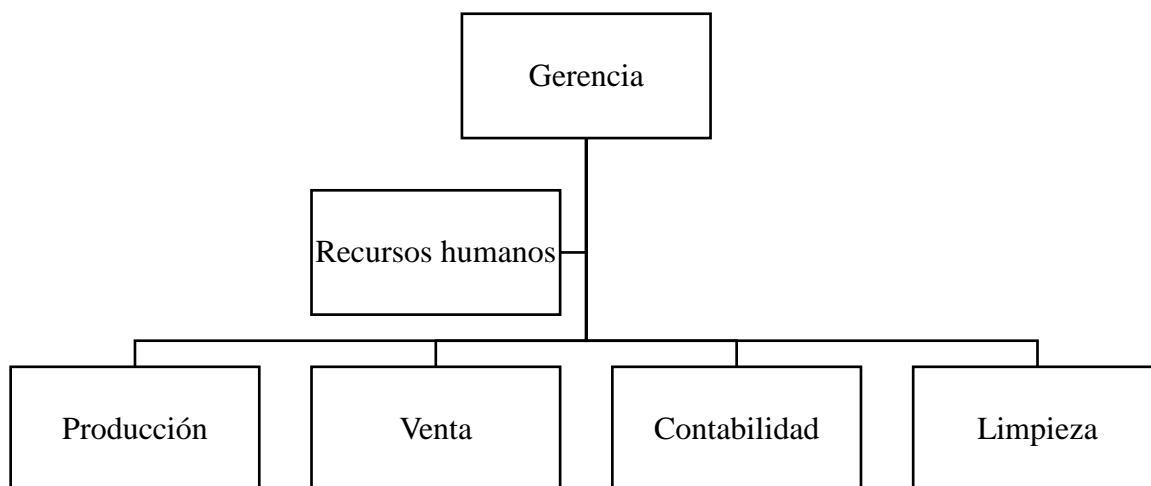 Gerencia
Recursos humanos
Producción
Venta
Contabilidad
Limpieza